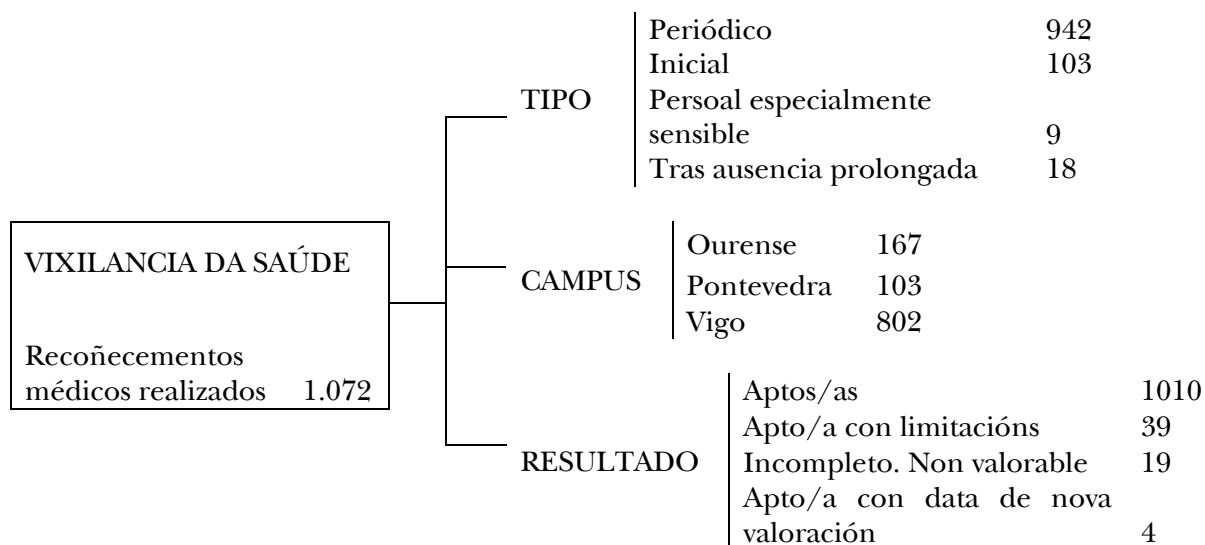 VIXILANCIA DA SAÚDE
Recoñecementos
médicos realizados 1.072
TIPO
Periódico 942
Inicial 103
Persoal especialmente
sensible 9
Tras ausencia prolongada 18
CAMPUS
Ourense 167
Pontevedra 103
Vigo 802
RESULTADO
Aptos/as 1010
Apto/a con limitacións 39
Incompleto. Non valorable 19
Apto/a con data de nova
valoración 4